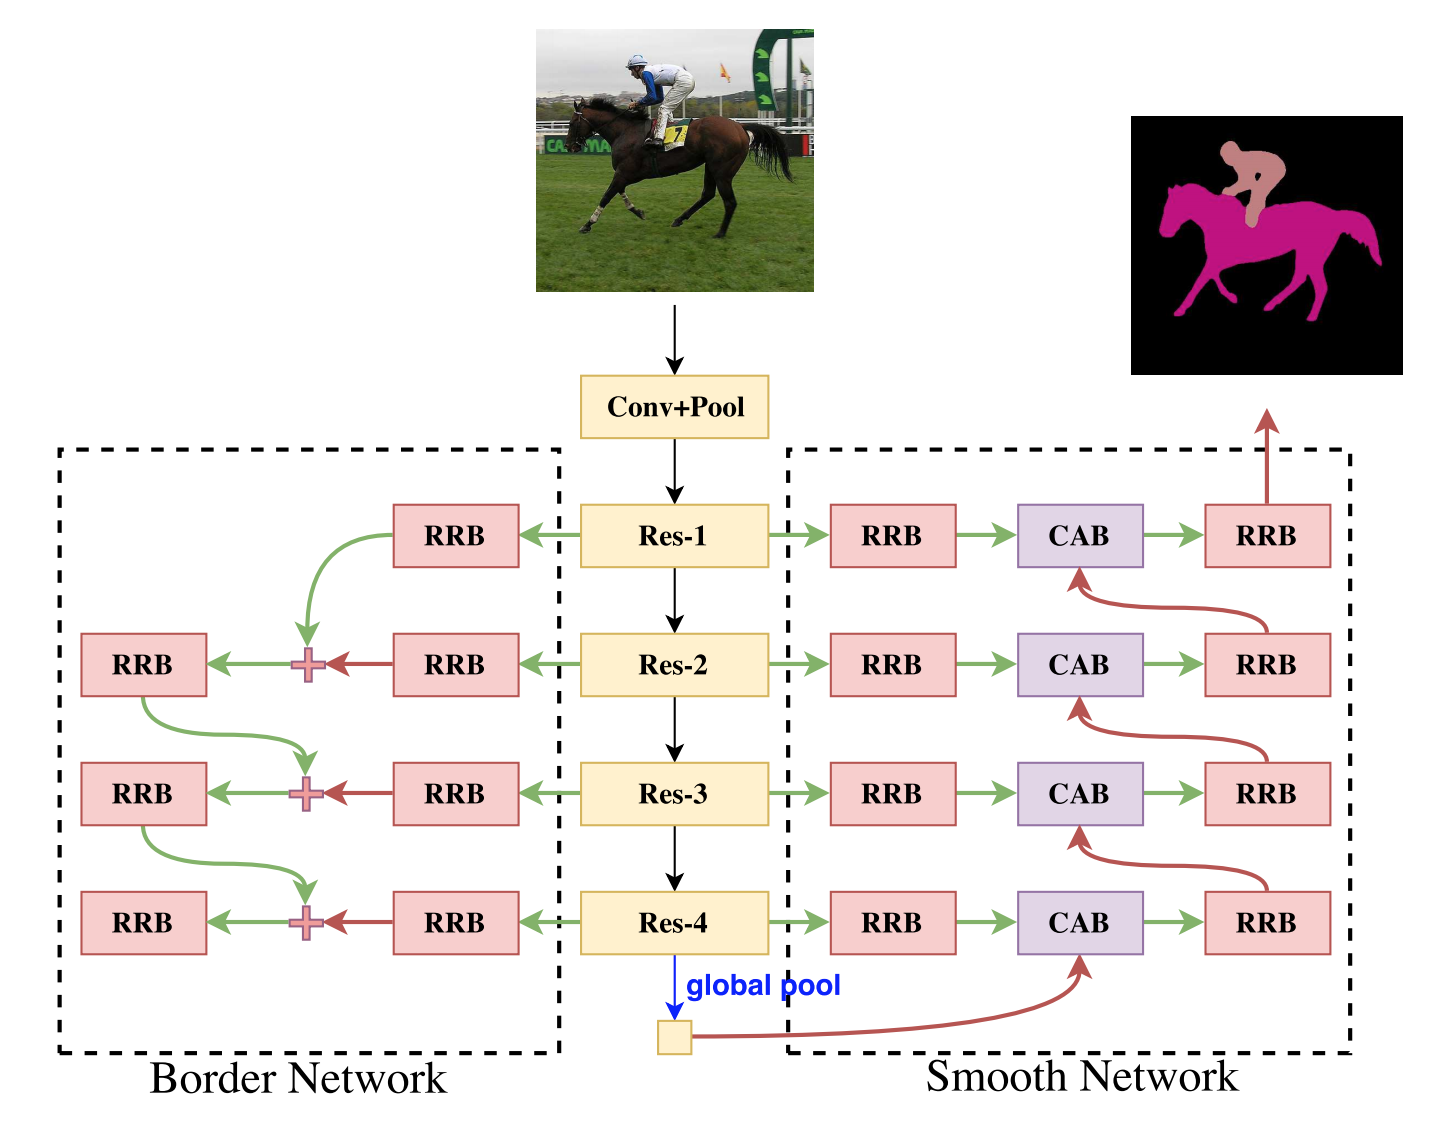 7
Conv+Pool
RRB Res-1 RRB CAB RRB
RRB RRB Res-2 RRB CAB RRB
RRB RRB Res-3 RRB CAB RRB
RRB RRB Res-4 RRB CAB RRB
global pool
Border Network
Smooth Network